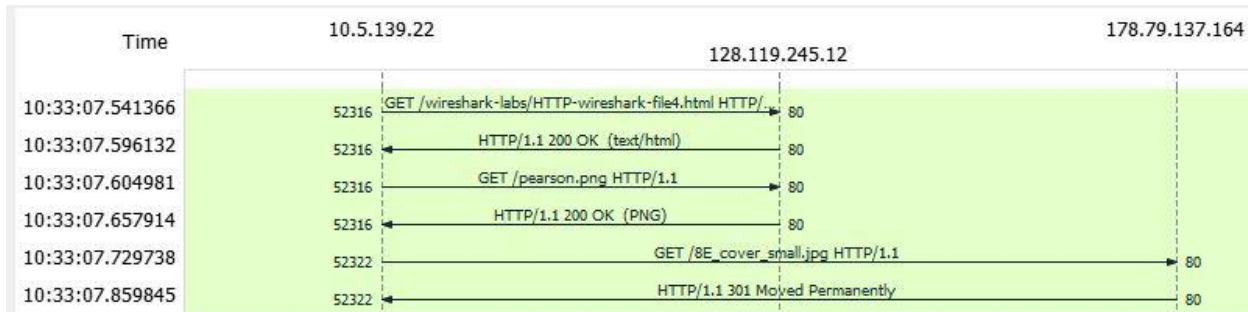 Time 10.5.139.22 128.119.245.12 178.79.137.164
10:33:07.541366 52316 GET /wireshark-labs/HTTP-wireshark-file4.html HTTP/... 80
10:33:07.596132 52316 HTTP/1.1 200 OK (text/html) 80
10:33:07.604981 52316 GET /pearson.png HTTP/1.1 80
10:33:07.657914 52316 HTTP/1.1 200 OK (PNG) 80
10:33:07.729738 52322 GET /8E_cover_small.jpg HTTP/1.1 80
10:33:07.859845 52322 HTTP/1.1 301 Moved Permanently 80